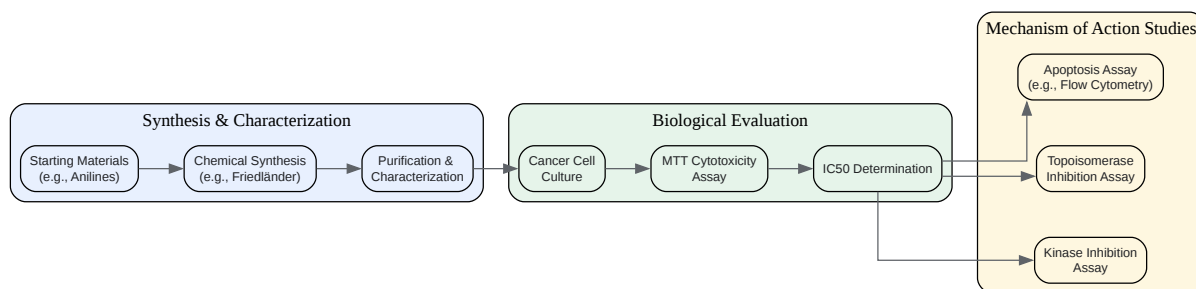 Synthesis & Characterization
Starting Materials
(e.g., Anilines)
Chemical Synthesis
(e.g., Friedländer)
Purification &
Characterization
Biological Evaluation
Cancer Cell
Culture
MTT Cytotoxicity
Assay
IC50 Determination
Mechanism of Action Studies
Apoptosis Assay
(e.g., Flow Cytometry)
Topoisomerase
Inhibition Assay
Kinase Inhibition
Assay